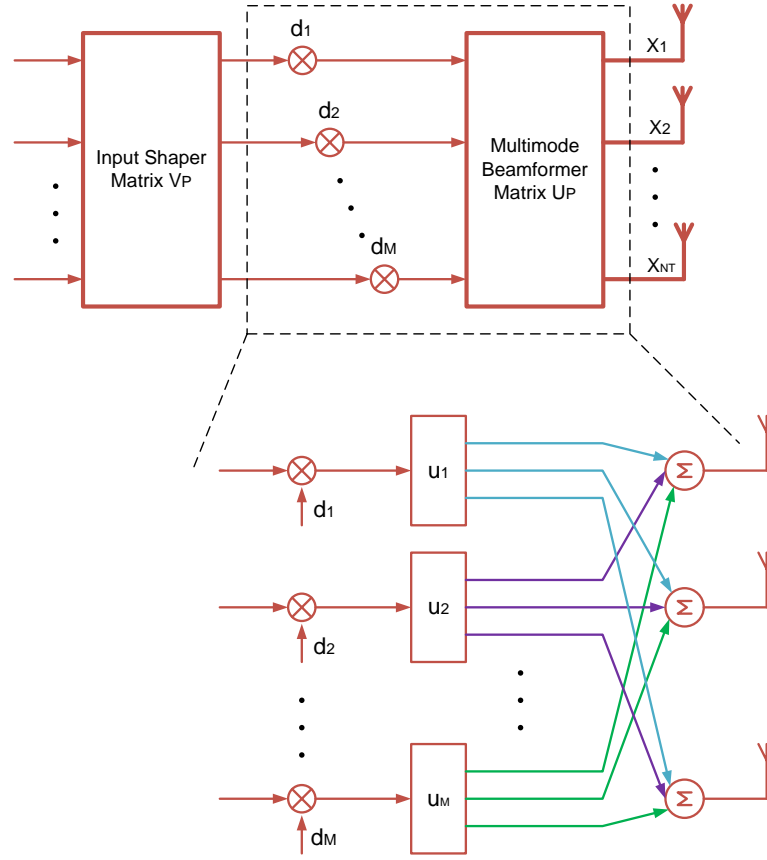 d1
X1
d2
X2
Input Shaper
Matrix VP
Multimode
Beamformer
Matrix UP
dM
XNT
u1
Σ
d1
u2
Σ
d2
uM
Σ
dM